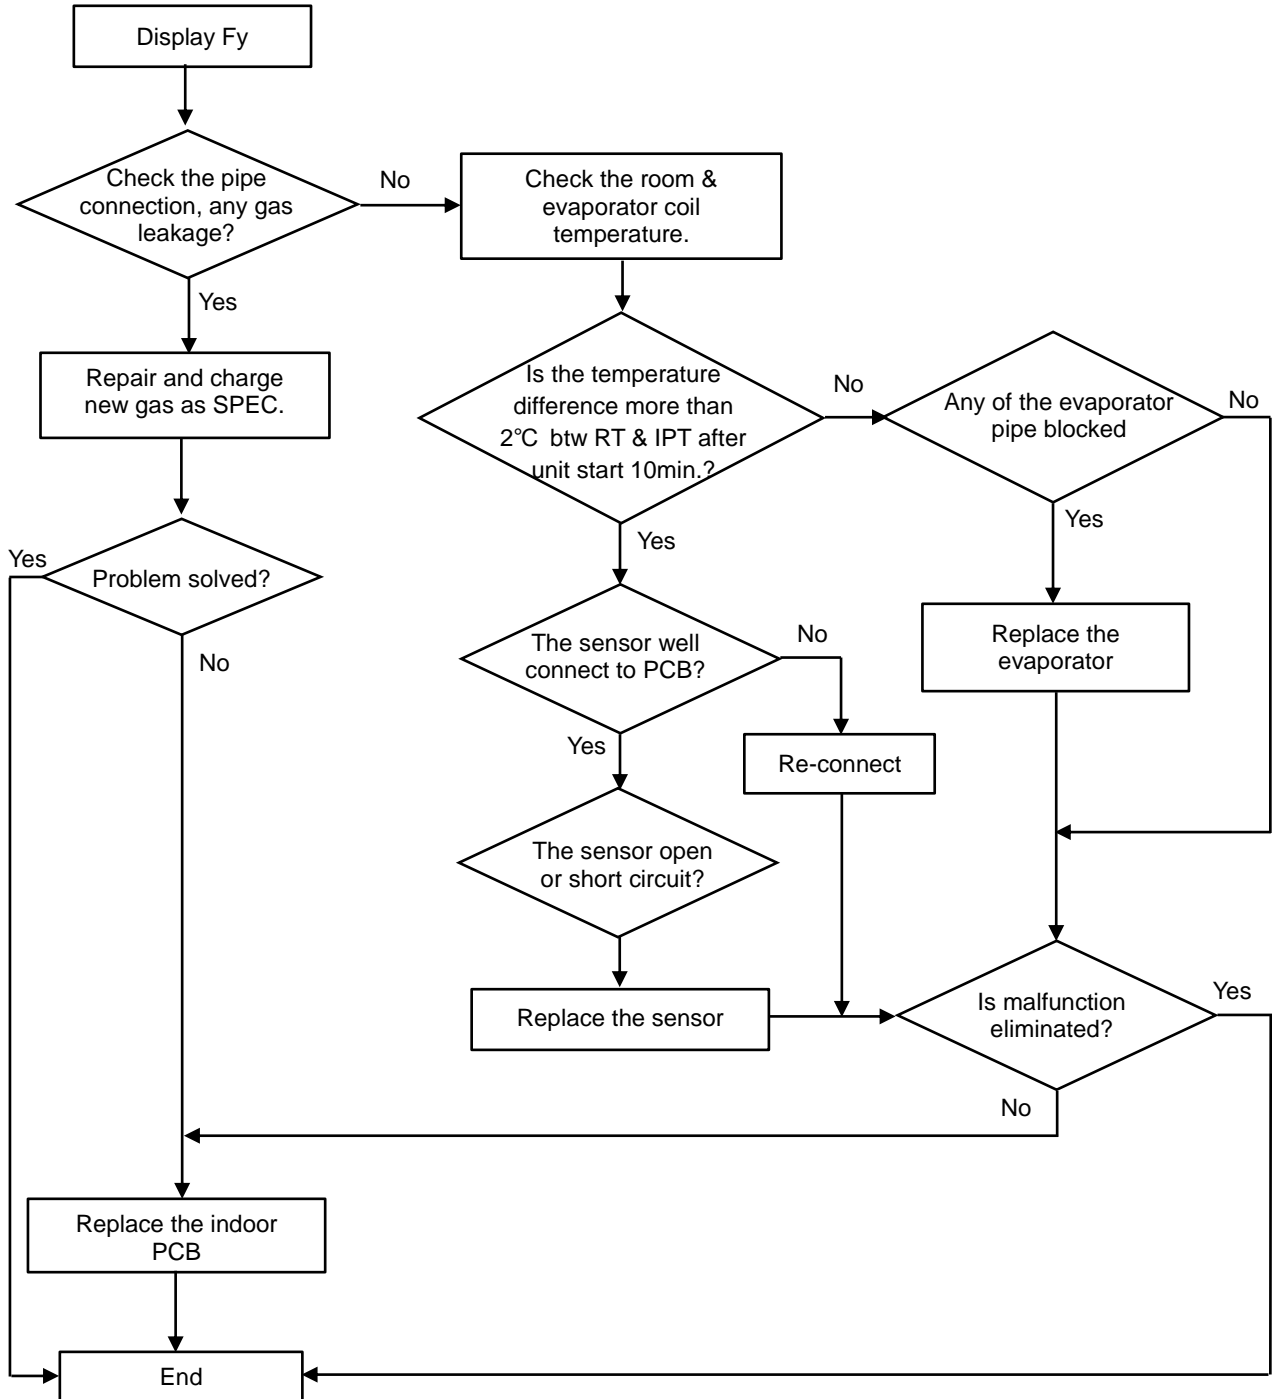 Display Fy
Check the pipe
connection, any gas
leakage?
No
Check the room &
evaporator coil
temperature.
Yes
Repair and charge
new gas as SPEC.
Is the temperature
difference more than
2℃ btw RT & IPT after
unit start 10min.?
No
Any of the evaporator
pipe blocked
No
Yes
Yes
Yes
Problem solved?
No
The sensor well
connect to PCB?
No
Replace the
evaporator
Yes
Re-connect
The sensor open
or short circuit?
Replace the sensor
Is malfunction
eliminated?
Yes
No
Replace the indoor
PCB
End